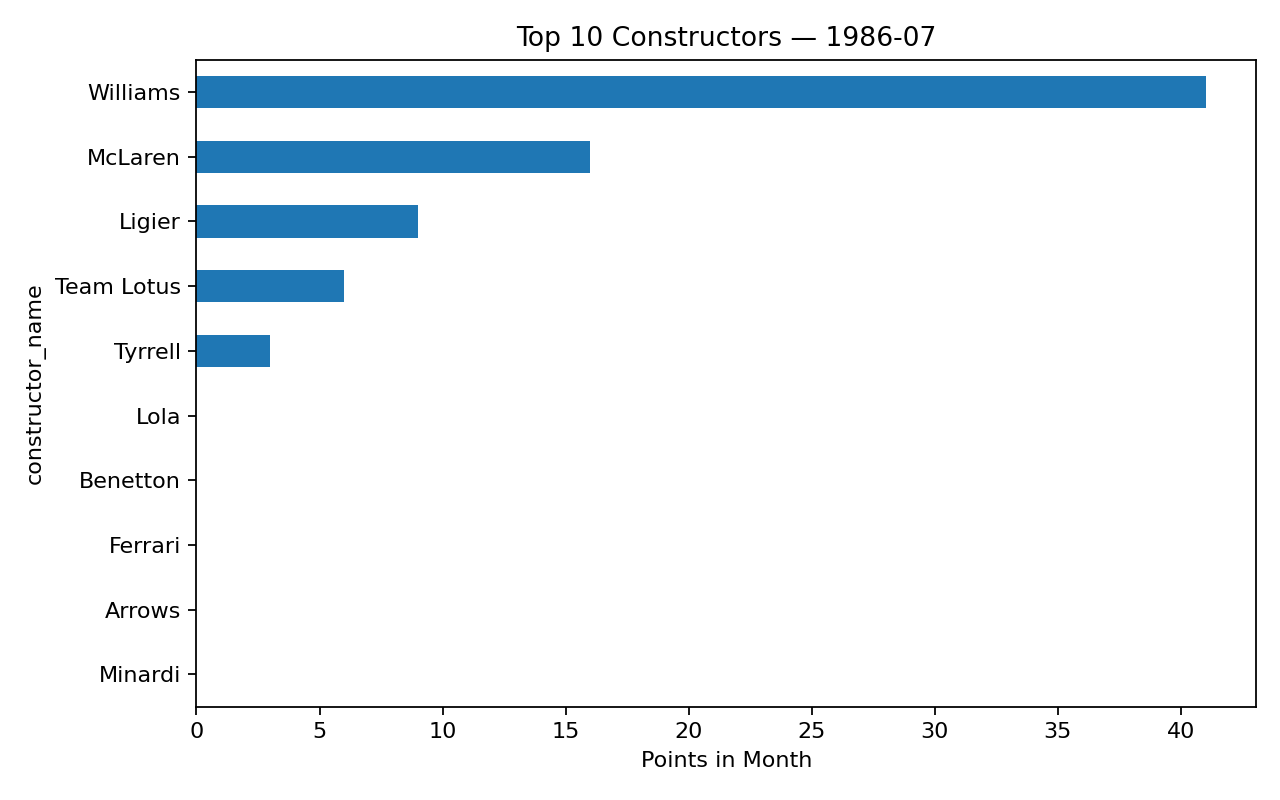 Top 10 Constructors — 1986-07
constructor_name
Williams
McLaren
Ligier
Team Lotus
Tyrrell
Lola
Benetton
Ferrari
Arrows
Minardi
0 5 10 15 20 25 30 35 40
Points in Month